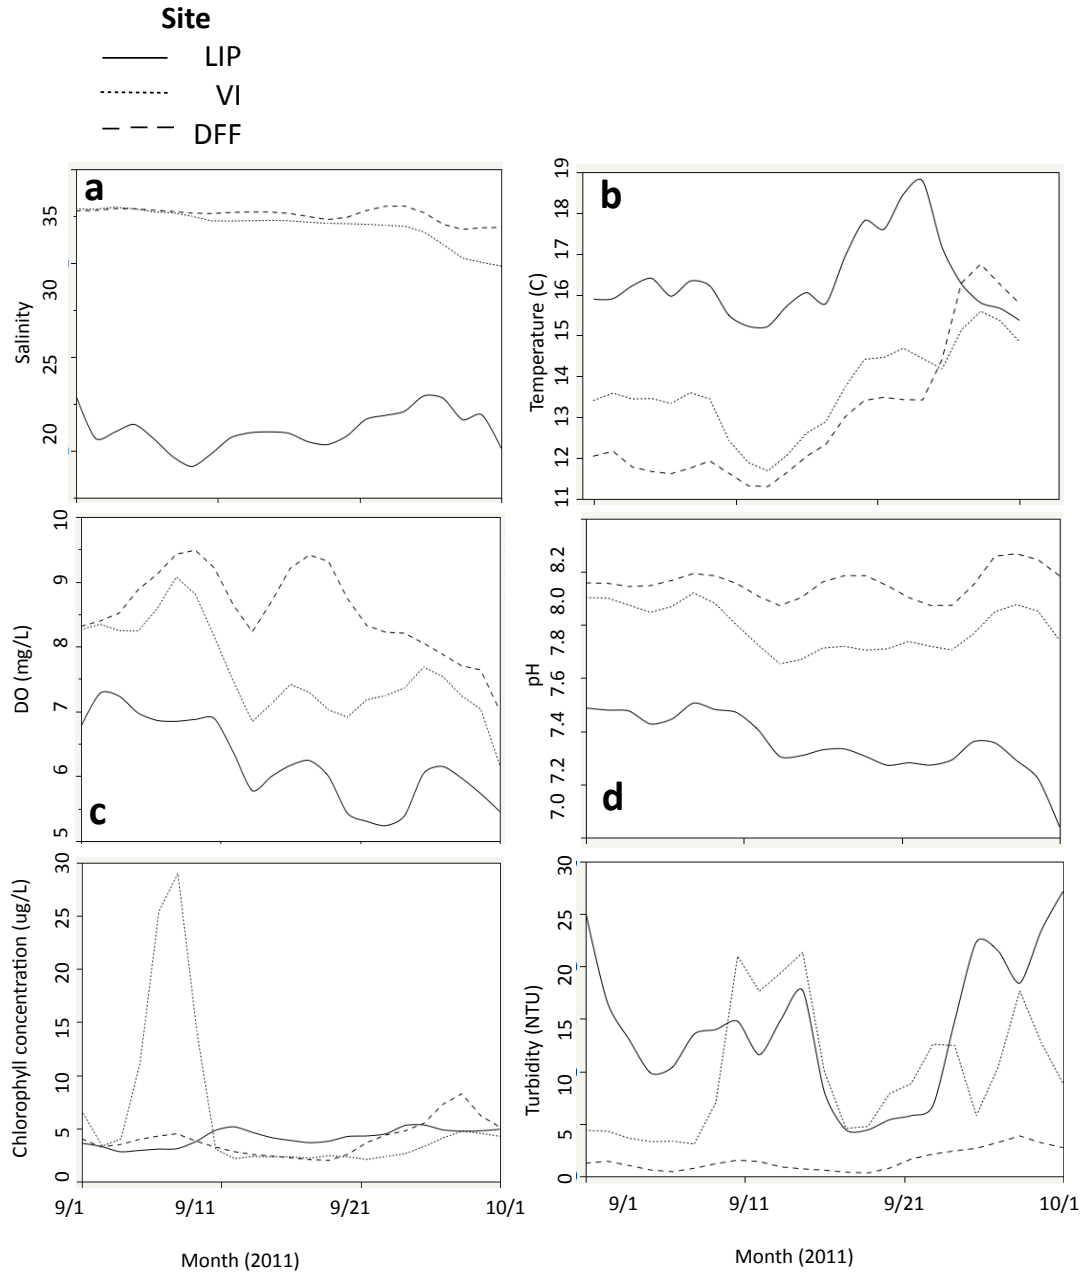 Site
LIP
VI
DFF
a
Salinity
35
30
25
20
b
Temperature (C)
19
18
17
16
15
14
13
12
11
c
DO (mg/L)
10
9
8
7
6
5
d
pH
8.2
8.0
7.8
7.6
7.4
7.2
7.0
Chlorophyll concentration (ug/L)
30
25
20
15
10
5
0
9/1 9/11 9/21 10/1
Month (2011)
Turbidity (NTU)
30
25
20
15
10
5
0
9/1 9/11 9/21 10/1
Month (2011)